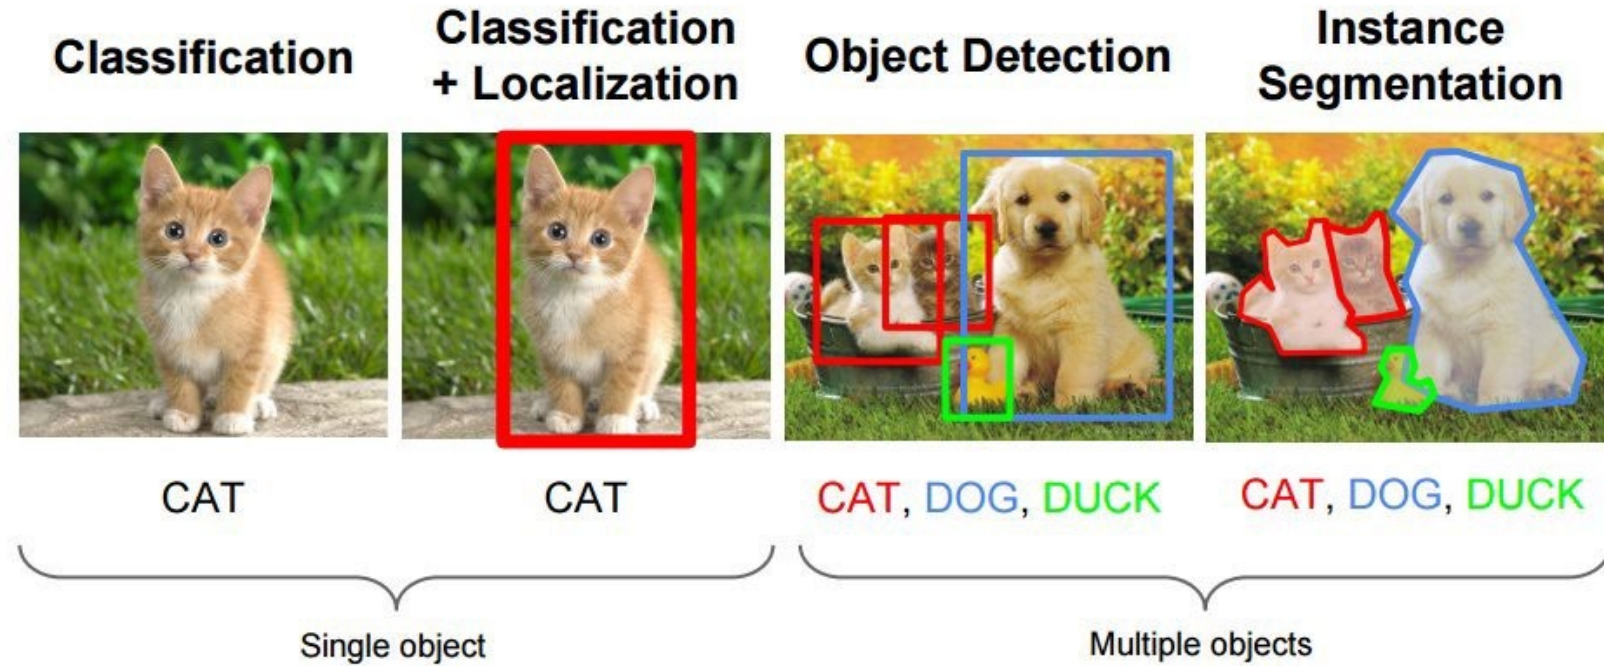 Classification
Classification
+ Localization
Object Detection
Instance
Segmentation
CAT
CAT
CAT, DOG, DUCK
CAT, DOG, DUCK
Single object
Multiple objects